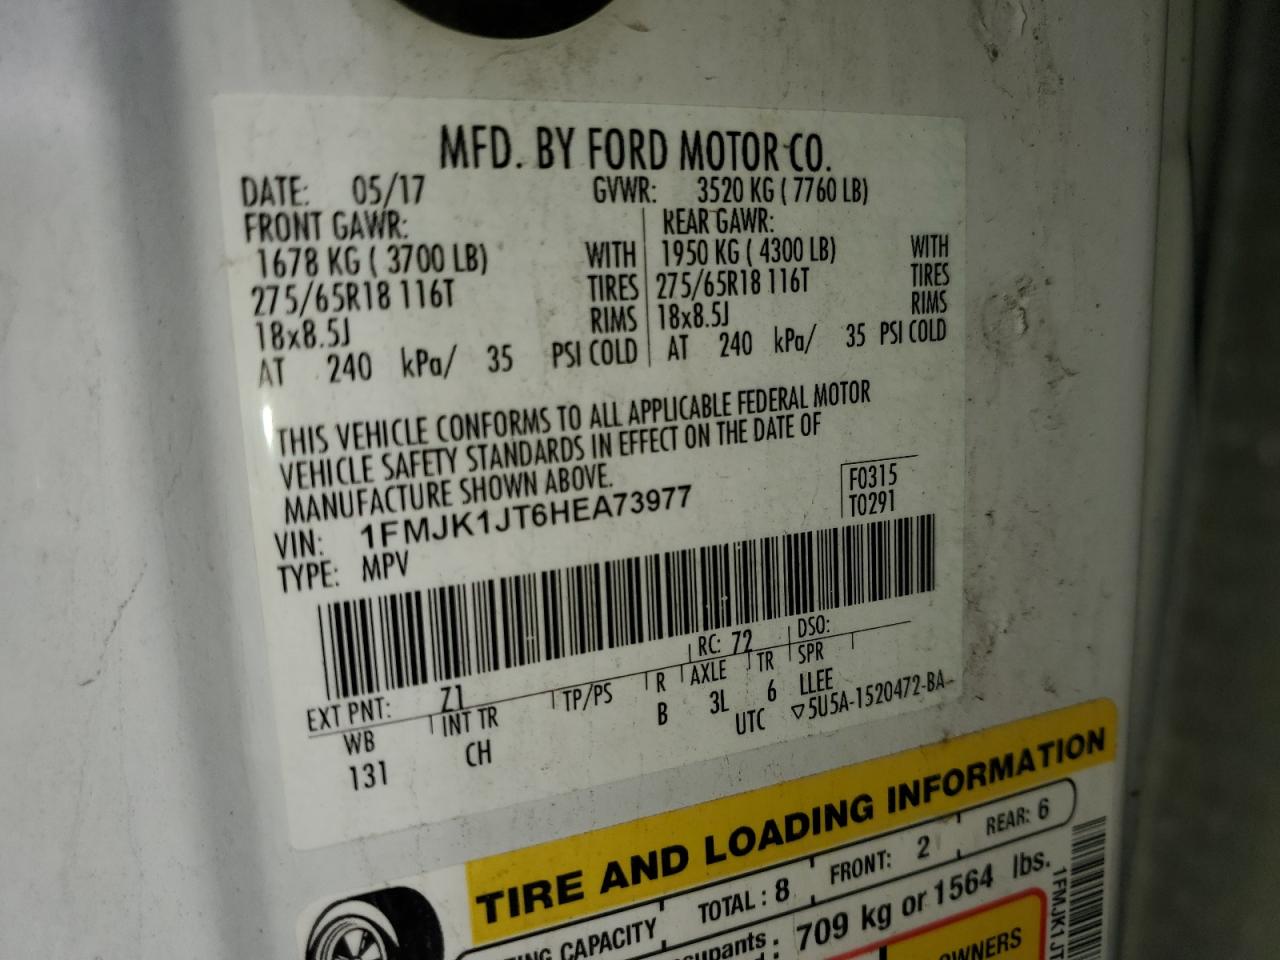 MFD. BY FORD MOTOR CO.
DATE: 05/17 GVWR: 3520 KG ( 7760 LB)
FRONT GAWR: REAR GAWR:
1678 KG ( 3700 LB) WITH 1950 KG ( 4300 LB) WITH
275/65R18 116T TIRES 275/65R18 116T TIRES
18x8.5J RIMS 18x8.5J RIMS
AT 240 kPa/ 35 PSI COLD AT 240 kPa/ 35 PSI COLD
THIS VEHICLE CONFORMS TO ALL APPLICABLE FEDERAL MOTOR
VEHICLE SAFETY STANDARDS IN EFFECT ON THE DATE OF
MANUFACTURE SHOWN ABOVE.
F0315
T0291
VIN: 1FMJK1JT6HEA73977
TYPE: MPV
EXT PNT: Z1 RC: 72 DSO:
WB INT TR TP/PS R AXLE TR SPR
131 CH B 3L 6 LLEE
UTC ▽5U5A-1520472-BA-
TIRE AND LOADING INFORMATION
CAPACITY TOTAL : 8 FRONT: 2 REAR: 6
709 kg or 1564 lbs.
OWNERS
1FMJK1JT